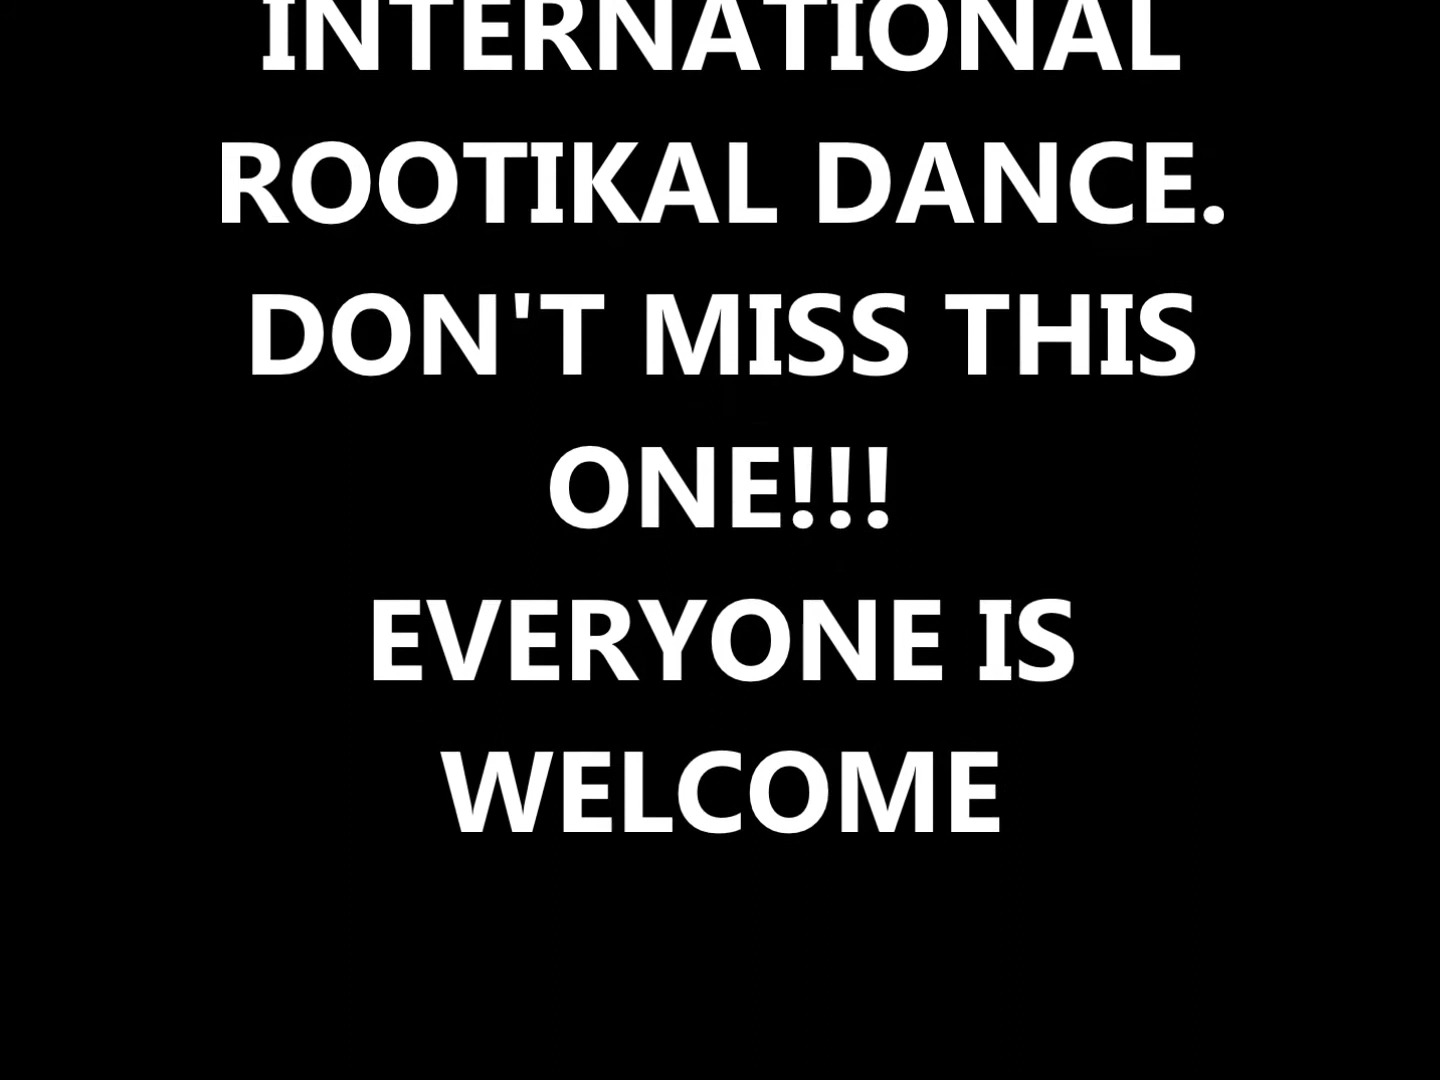 INTERNATIONAL
ROOTIKAL DANCE.
DON'T MISS THIS
ONE!!!
EVERYONE IS
WELCOME